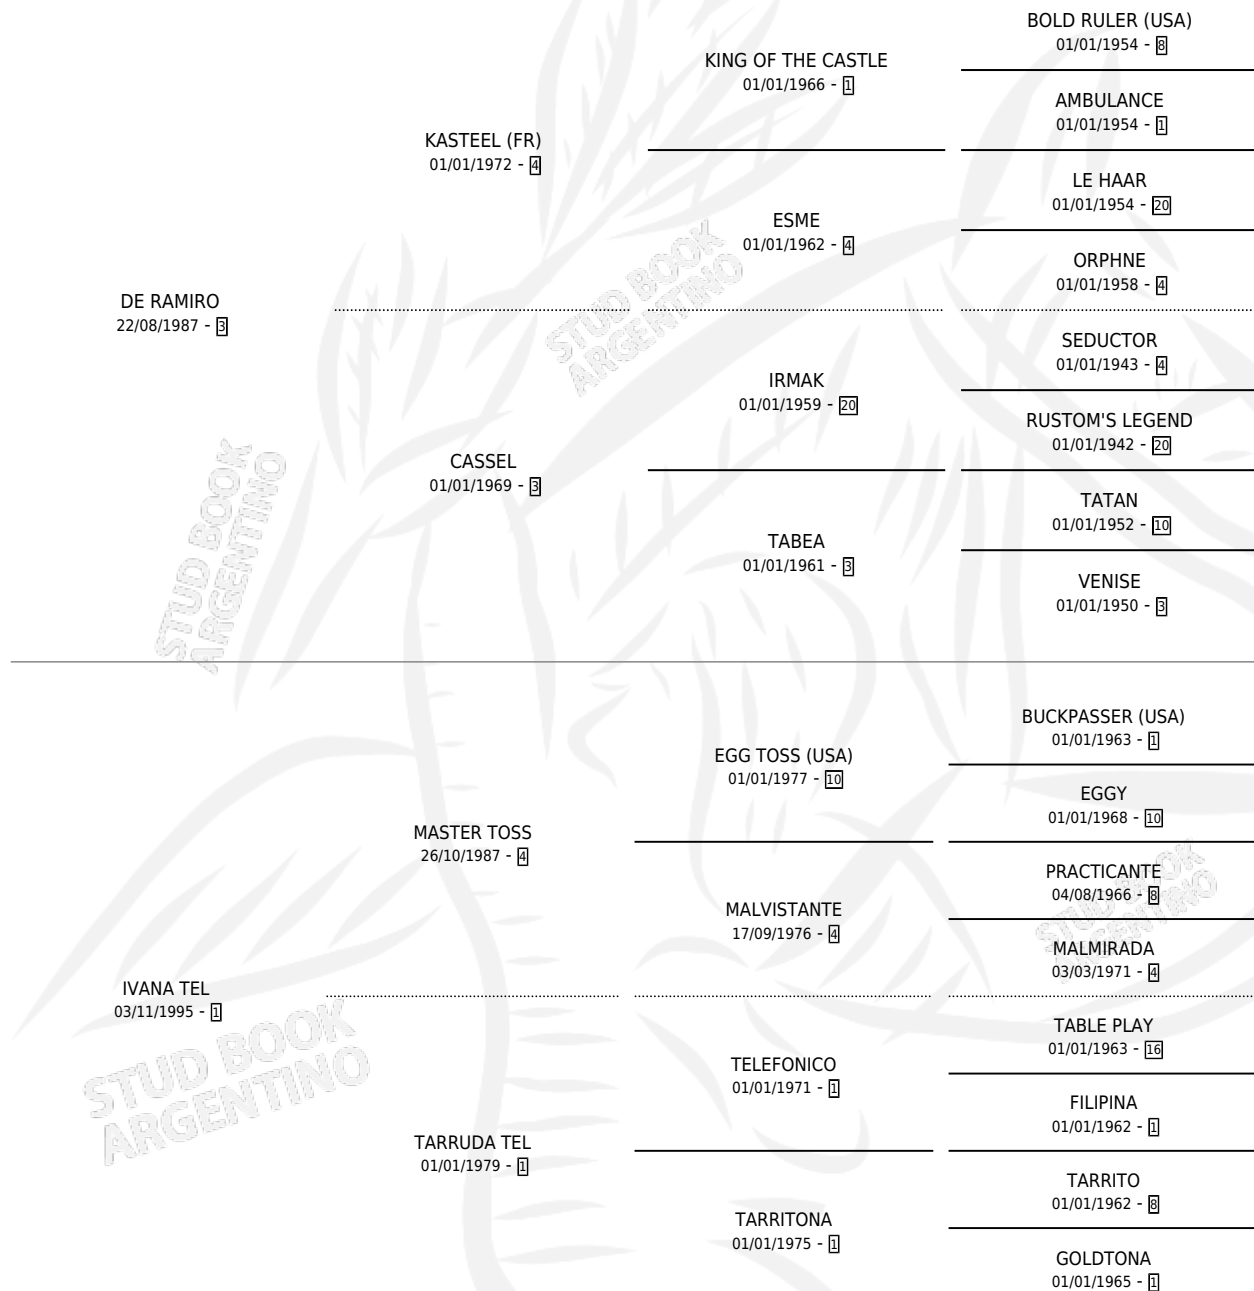 BOLD RULER (USA)
01/01/1954 - 8
KING OF THE CASTLE
01/01/1966 - 1
AMBULANCE
01/01/1954 - 1
KASTEEL (FR)
01/01/1972 - 4
LE HAAR
01/01/1954 - 20
ESME
01/01/1962 - 4
ORPHNE
01/01/1958 - 4
DE RAMIRO
22/08/1987 - 3
SEDUCTOR
01/01/1943 - 4
IRMAK
01/01/1959 - 20
RUSTOM'S LEGEND
01/01/1942 - 20
CASSEL
01/01/1969 - 3
TATAN
01/01/1952 - 10
TABEA
01/01/1961 - 3
VENISE
01/01/1950 - 3
BUCKPASSER (USA)
01/01/1963 - 1
EGG TOSS (USA)
01/01/1977 - 10
EGGY
01/01/1968 - 10
MASTER TOSS
26/10/1987 - 4
PRACTICANTE
04/08/1966 - 8
MALVISTANTE
17/09/1976 - 4
MALMIRADA
03/03/1971 - 4
IVANA TEL
03/11/1995 - 1
TABLE PLAY
01/01/1963 - 16
TELEFONICO
01/01/1971 - 1
FILIPINA
01/01/1962 - 1
TARRUDA TEL
01/01/1979 - 1
TARRITO
01/01/1962 - 8
TARRITONA
01/01/1975 - 1
GOLDTONA
01/01/1965 - 1
STUD BOOK
ARGENTINO
STUD BOOK
ARGENTINO
STUD BOOK
ARGENTINO
STUD BOOK
ARGENTINO